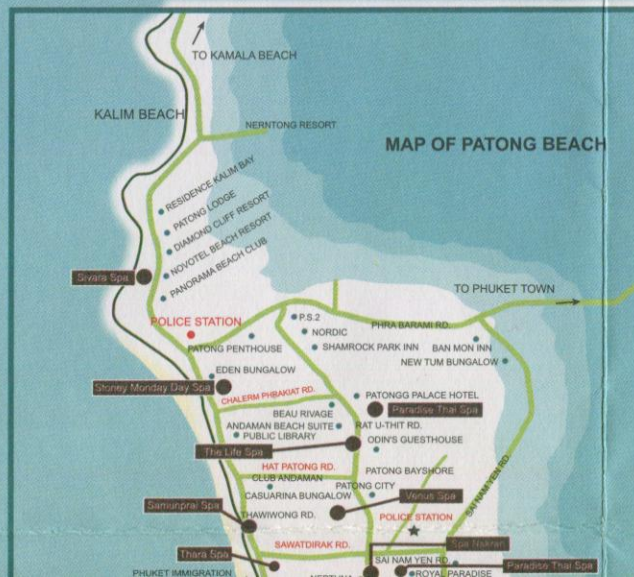 TO KAMALA BEACH
KALIM BEACH
NERNTONG RESORT
MAP OF PATONG BEACH
RESIDENCE KALIM BAY
PATONG LODGE
DIAMOND CLIFF RESORT
NOVOTEL BEACH RESORT
PANORAMA BEACH CLUB
Sivara Spa
TO PHUKET TOWN
POLICE STATION
P.S.2
NORDIC
PHRA BARAMI RD.
SHAMROCK PARK INN
BAN MON INN
PATONG PENTHOUSE
NEW TUM BUNGALOW
EDEN BUNGALOW
Stoney Monday Day Spa
CHALERM PHBAKIAT RD.
PATONGG PALACE HOTEL
BEAU RIVAGE
Paradise Thai Spa
ANDAMAN BEACH SUITE
RAT U-THIT RD.
PUBLIC LIBRARY
ODIN'S GUESTHOUSE
The Life Spa
HAT PATONG RD.
PATONG BAYSHORE
SAI NAM YEN RD.
CLUB ANDAMAN
PATONG CITY
CASUARINA BUNGALOW
Venus Spa
Samunprai Spa
THAWIWONG RD.
POLICE STATION
SAWATDIRAK RD.
Spa Nakran
Thara Spa
SAI NAM YEN RD.
Paradise Thai Spa
PHUKET IMMIGRATION
ROYAL PARADISE